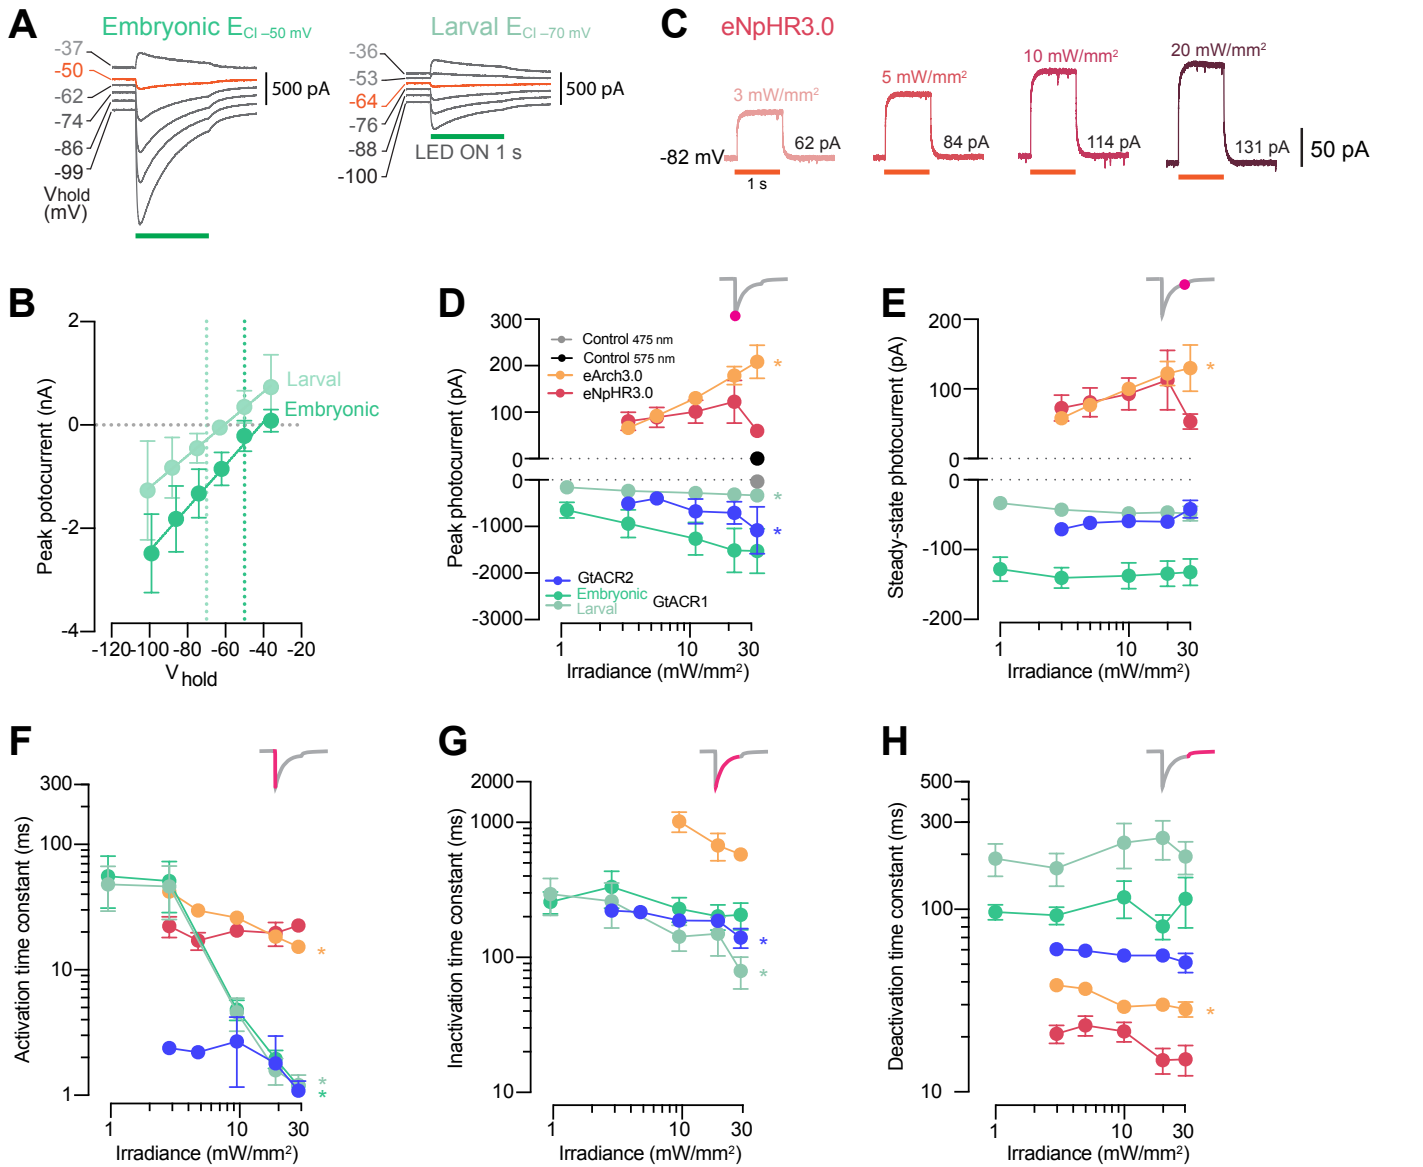 A
Embryonic ECl –50 mV
-37
-50
-62
-74
-86
-99
Vhold
(mV)
500 pA
Larval ECl –70 mV
-36
-53
-64
-76
-88
-100
500 pA
LED ON 1 s
C
eNpHR3.0
3 mW/mm²
5 mW/mm²
10 mW/mm²
20 mW/mm²
-82 mV
62 pA
84 pA
114 pA
131 pA
50 pA
1 s
B
Peak potocurrent (nA)
2
0
-2
-4
Larval
Embryonic
-120
-100
-80
-60
-40
-20
Vhold
D
Peak photocurrent (pA)
300
200
100
0
0
-1000
-2000
-3000
Control 475 nm
Control 575 nm
eArch3.0
eNpHR3.0
*
*
*
GtACR2
Embryonic
Larval
GtACR1
1
10
30
Irradiance (mW/mm²)
E
Steady-state photocurrent (pA)
200
100
0
0
-100
-200
*
1
10
30
Irradiance (mW/mm²)
F
Activation time constant (ms)
300
100
10
1
*
*
*
1
10
30
Irradiance (mW/mm²)
G
Inactivation time constant (ms)
2000
1000
100
10
*
*
1
10
30
Irradiance (mW/mm²)
H
Deactivation time constant (ms)
500
300
100
10
*
1
10
30
Irradiance (mW/mm²)